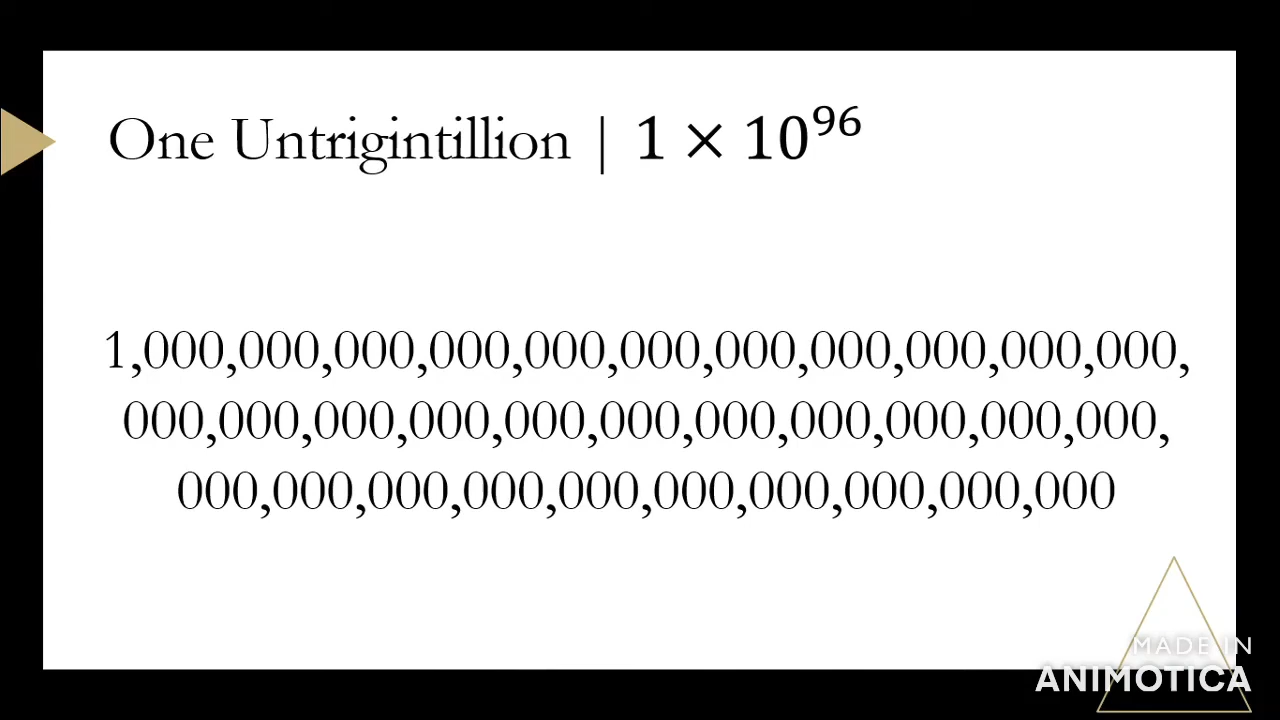 One Untrigintillion | 1 × 10⁹⁶
1,000,000,000,000,000,000,000,000,000,000,000,
000,000,000,000,000,000,000,000,000,000,000,
000,000,000,000,000,000,000,000,000,000
MADE IN
ANIMOTICA